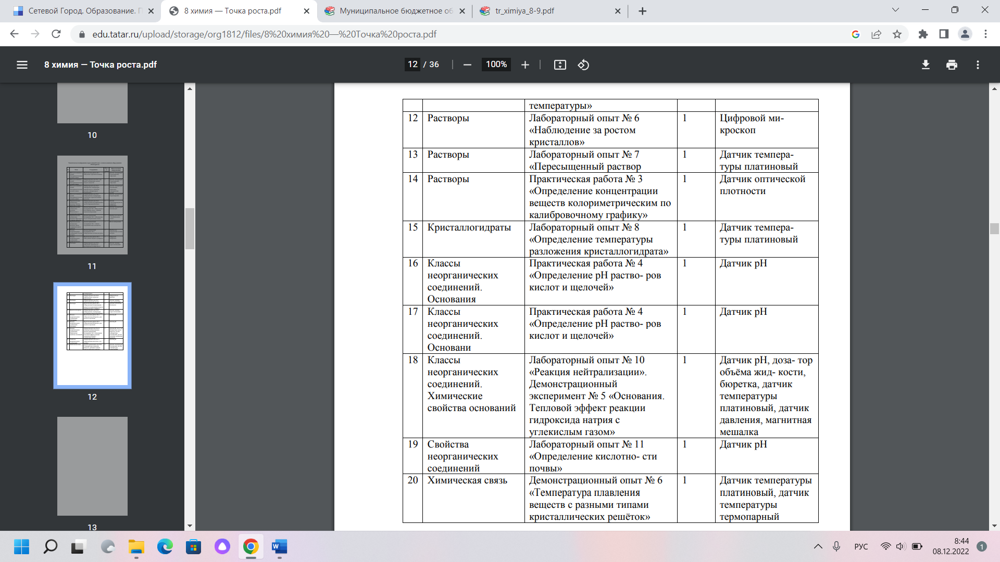 Сетевой Город. Образование. П
8 химия — Точка роста.pdf
Муниципальное бюджетное об
tr_ximiya_8-9.pdf
edu.tatar.ru/upload/storage/org1812/files/8%20химия%20—%20Точка%20роста.pdf
8 химия — Точка роста.pdf
12 / 36
100%
10
11
12
13
температуры»
12 Растворы Лабораторный опыт № 6 1 Цифровой ми-
«Наблюдение за ростом кроскоп
кристаллов»
13 Растворы Лабораторный опыт № 7 1 Датчик темпера-
«Пересыщенный раствор туры платиновый
14 Растворы Практическая работа № 3 1 Датчик оптической
«Определение концентрации плотности
веществ колориметрическим по
калибровочному графику»
15 Кристаллогидраты Лабораторный опыт № 8 1 Датчик темпера-
«Определение температуры туры платиновый
разложения кристаллогидрата»
16 Классы Практическая работа № 4 1 Датчик pH
неорганических «Определение pH раство- ров
соединений. кислот и щелочей»
Основания
17 Классы Практическая работа № 4 1 Датчик pH
неорганических «Определение pH раство- ров
соединений. кислот и щелочей»
Основани
18 Классы Лабораторный опыт № 10 1 Датчик pH, доза- тор
неорганических «Реакция нейтрализации». объёма жид- кости,
соединений. Демонстрационный бюретка, датчик
Химические эксперимент № 5 «Основания. температуры
свойства оснований Тепловой эффект реакции платиновый, датчик
гидроксида натрия с давления, магнитная
углекислым газом» мешалка
19 Свойства Лабораторный опыт № 11 1 Датчик pH
неорганических «Определение кислотно- сти
соединений почвы»
20 Химическая связь Демонстрационный опыт № 6 1 Датчик температуры
«Температура плавления платиновый, датчик
веществ с разными типами температуры
кристаллических решёток» термопарный
РУС
8:44
08.12.2022
1